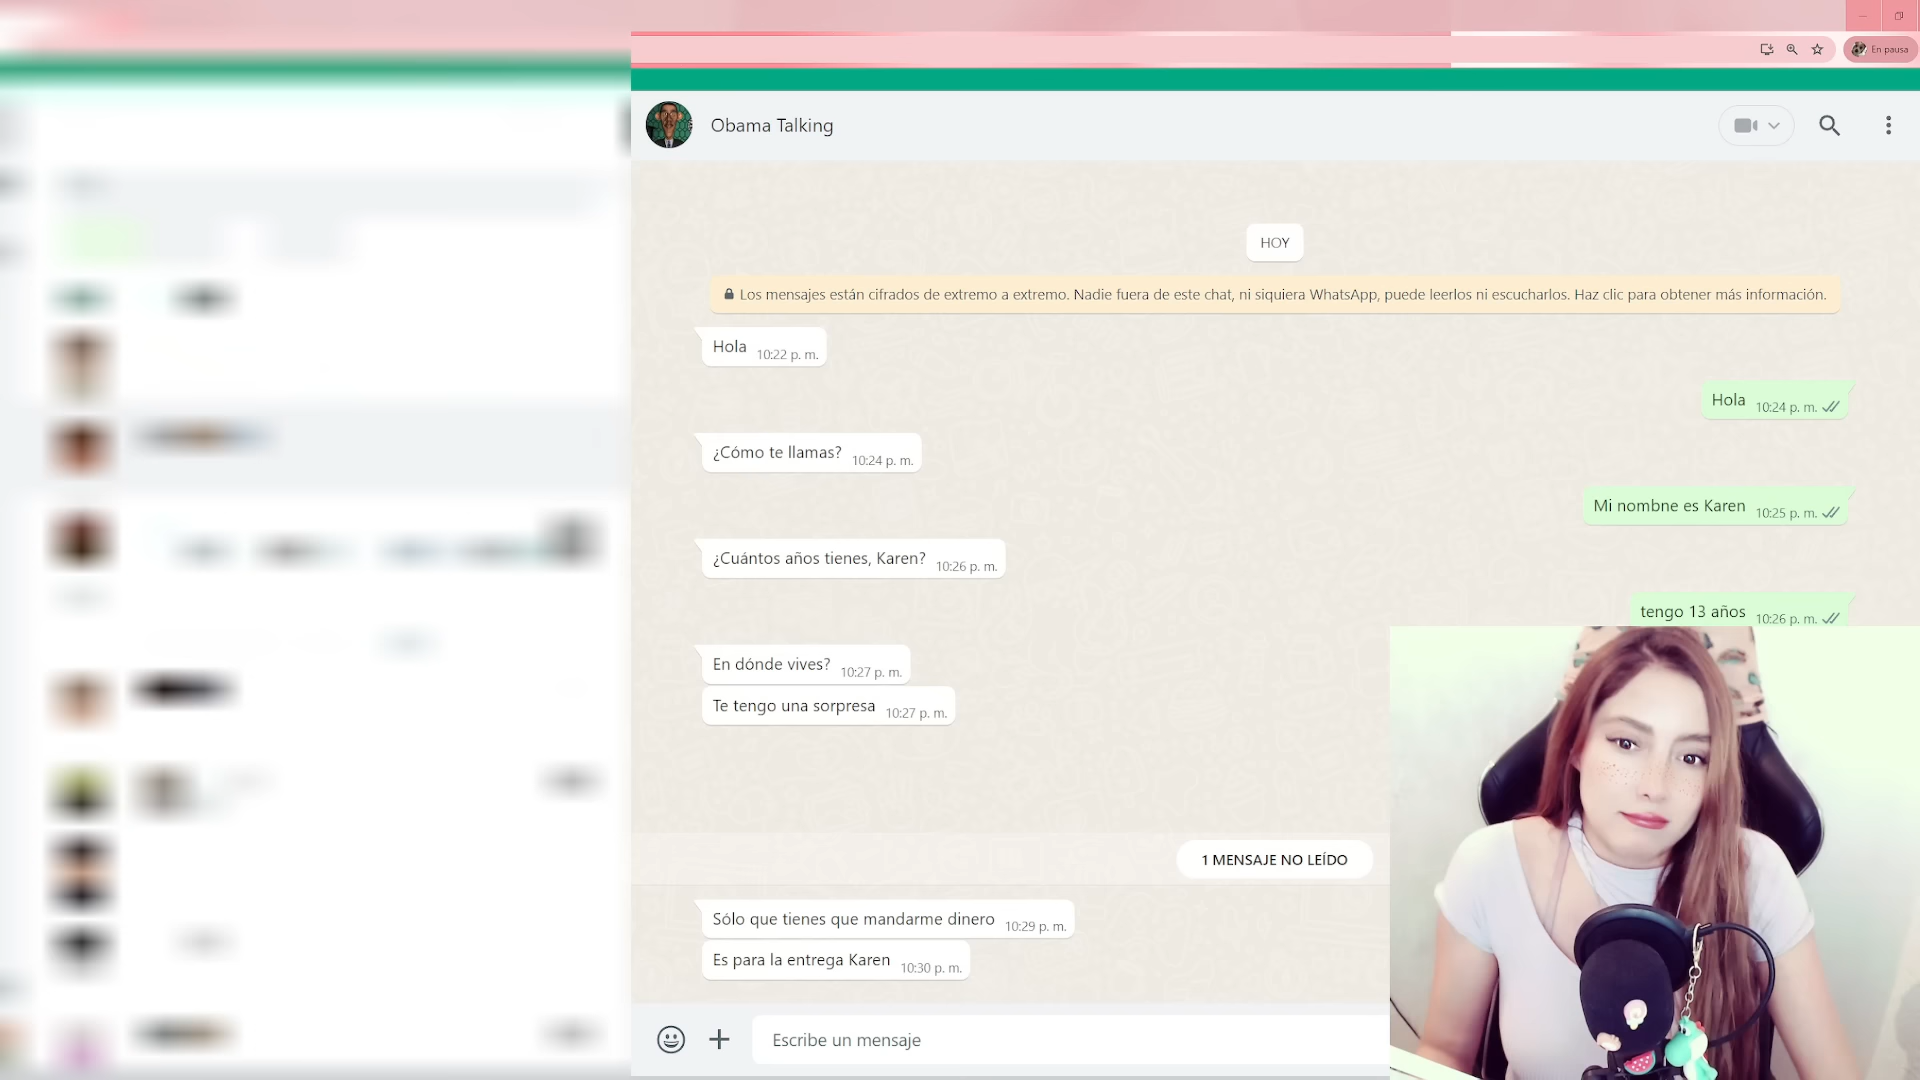 En pausa
Obama Talking
HOY
Los mensajes están cifrados de extremo a extremo. Nadie fuera de este chat, ni siquiera WhatsApp, puede leerlos ni escucharlos. Haz clic para obtener más información.
Hola 10:22 p. m.
Hola 10:24 p. m.
¿Cómo te llamas? 10:24 p. m.
Mi nombne es Karen 10:25 p. m.
¿Cuántos años tienes, Karen? 10:26 p. m.
tengo 13 años 10:26 p. m.
En dónde vives? 10:27 p. m.
Te tengo una sorpresa 10:27 p. m.
1 MENSAJE NO LEÍDO
Sólo que tienes que mandarme dinero 10:29 p. m.
Es para la entrega Karen 10:30 p. m.
Escribe un mensaje